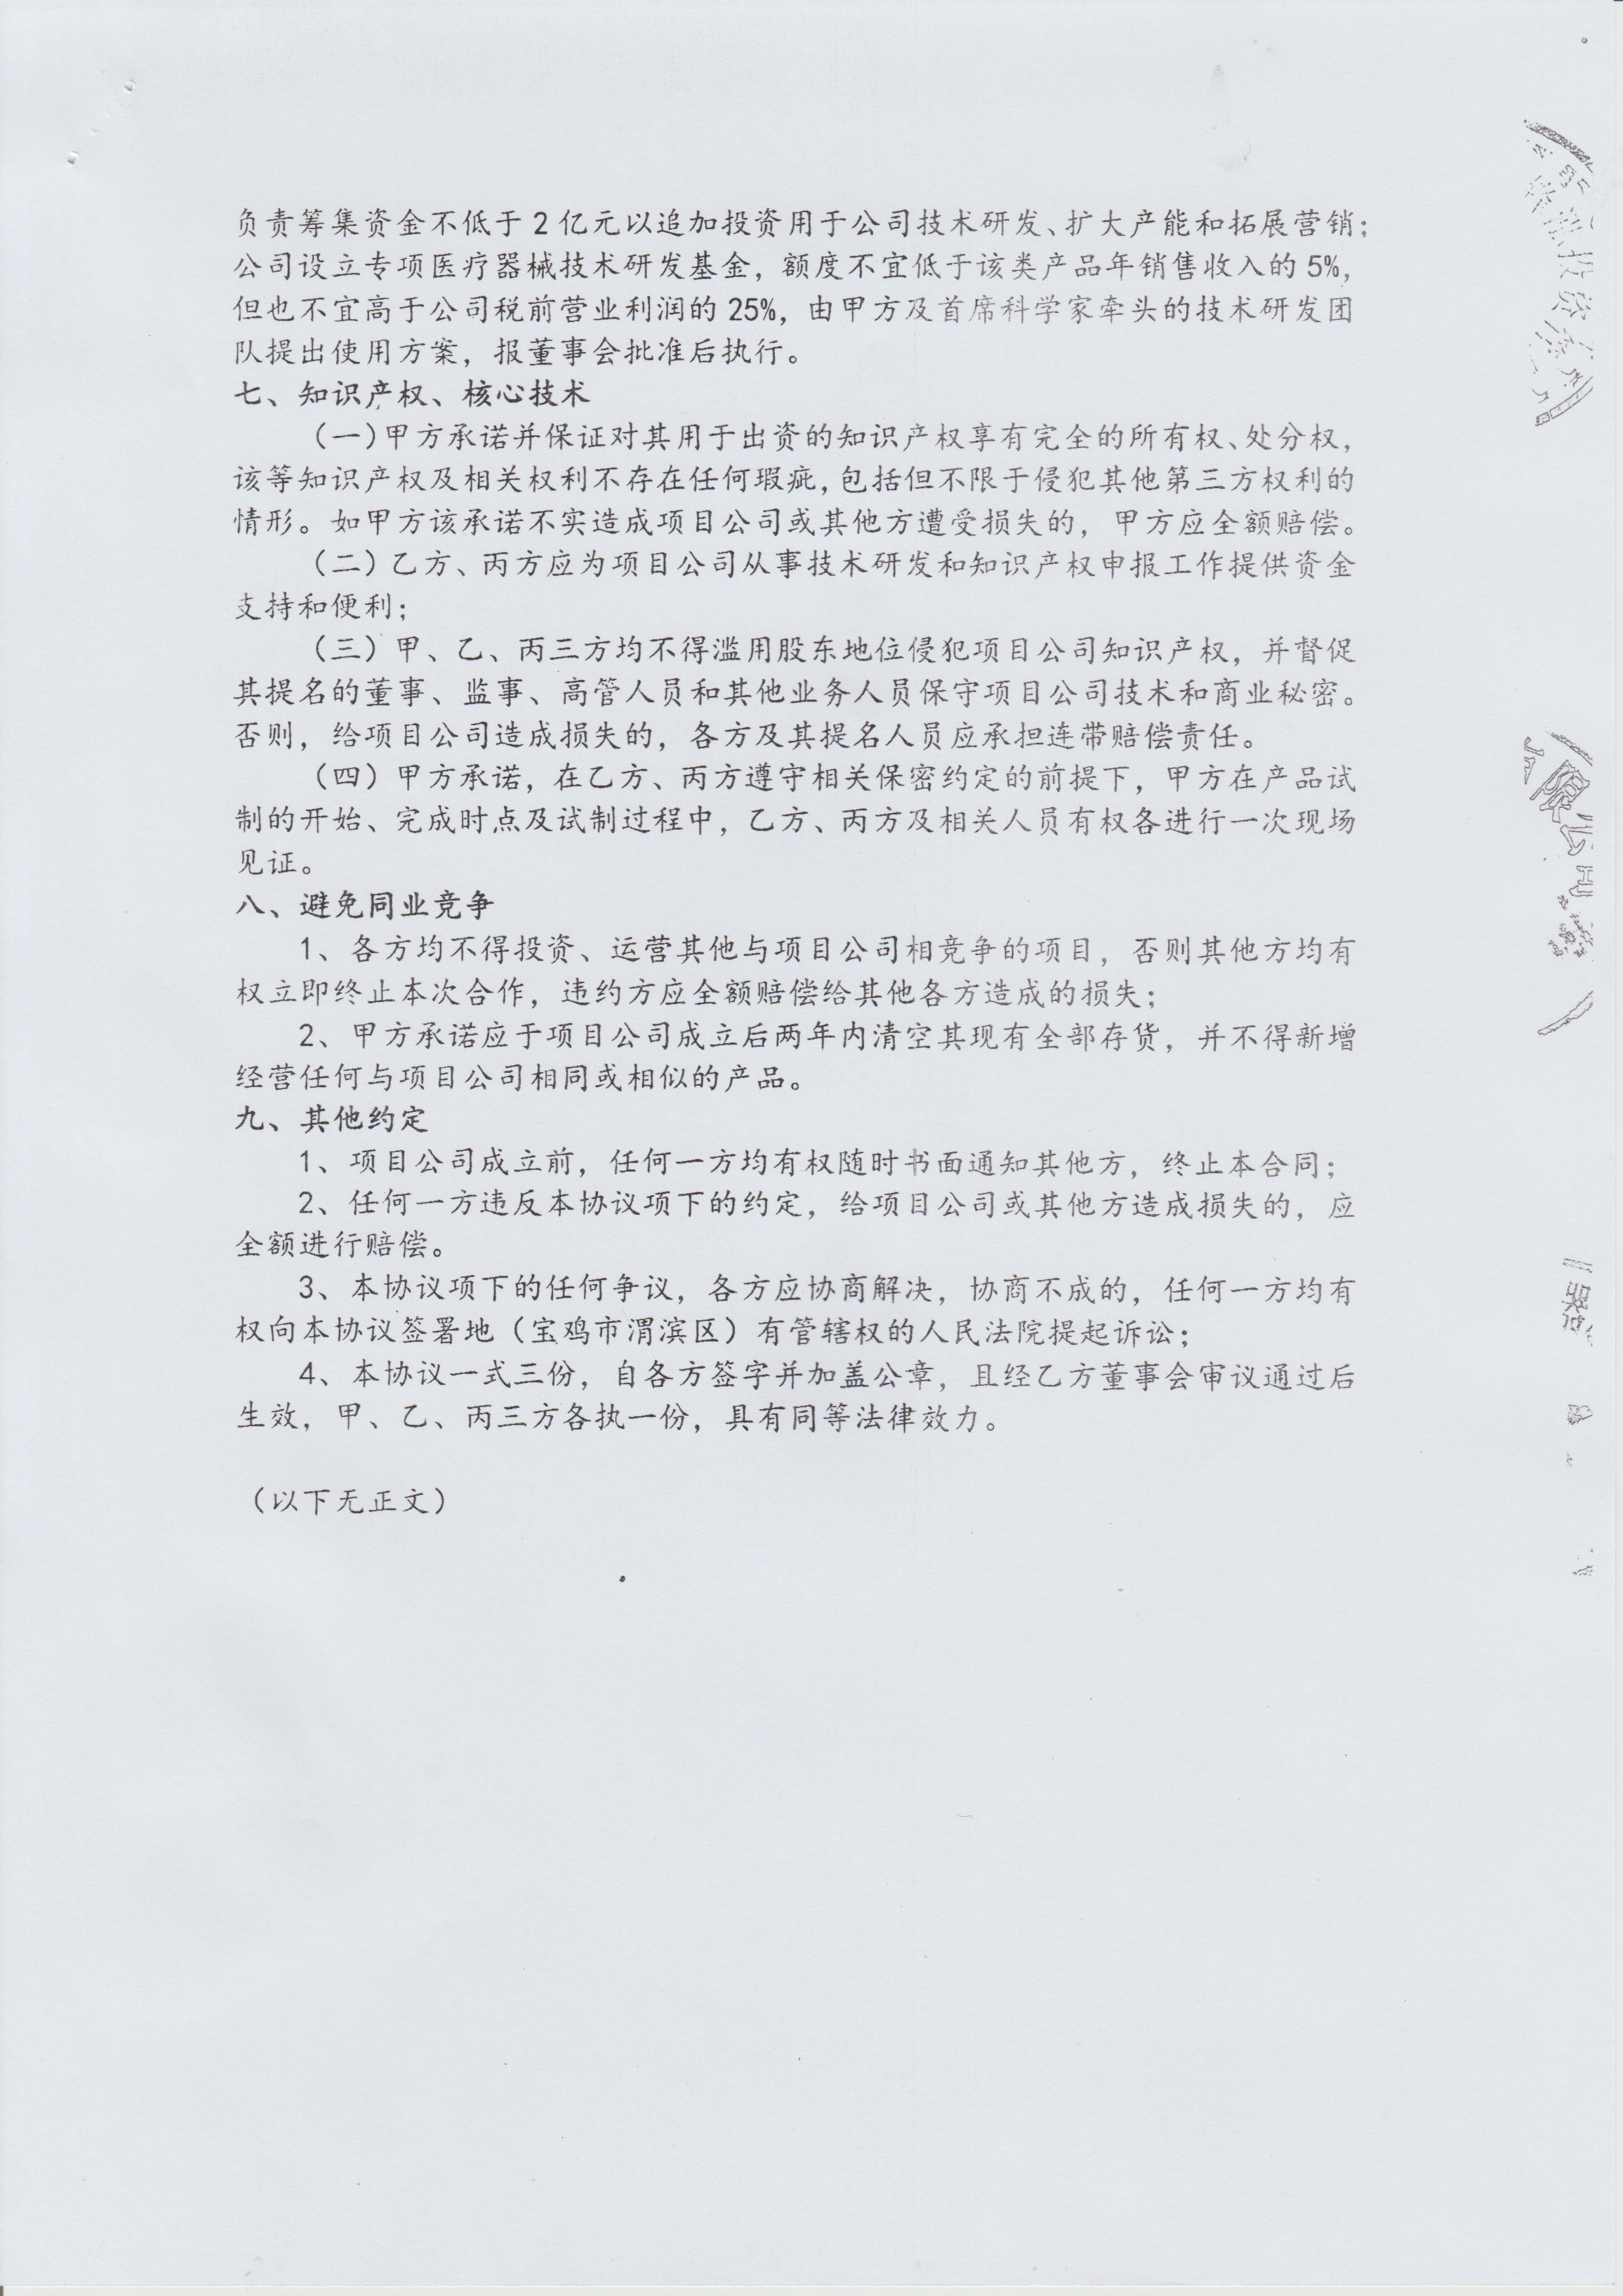 负责筹集资金不低于2亿元以追加投资用于公司技术研发、扩大产能和拓展营销；
公司设立专项医疗器械技术研发基金，额度不宜低于该类产品年销售收入的5%，
但也不宜高于公司税前营业利润的25%，由甲方及首席科学家牵头的技术研发团
队提出使用方案，报董事会批准后执行。
七、知识产权、核心技术
（一）甲方承诺并保证对其用于出资的知识产权享有完全的所有权、处分权，
该等知识产权及相关权利不存在任何瑕疵，包括但不限于侵犯其他第三方权利的
情形。如甲方该承诺不实造成项目公司或其他方遭受损失的，甲方应全额赔偿。
（二）乙方、丙方应为项目公司从事技术研发和知识产权申报工作提供资金
支持和便利；
（三）甲、乙、丙三方均不得滥用股东地位侵犯项目公司知识产权，并督促
其提名的董事、监事、高管人员和其他业务人员保守项目公司技术和商业秘密。
否则，给项目公司造成损失的，各方及其提名人员应承担连带赔偿责任。
（四）甲方承诺，在乙方、丙方遵守相关保密约定的前提下，甲方在产品试
制的开始、完成时点及试制过程中，乙方、丙方及相关人员有权各进行一次现场
见证。
八、避免同业竞争
1、各方均不得投资、运营其他与项目公司相竞争的项目，否则其他方均有
权立即终止本次合作，违约方应全额赔偿给其他各方造成的损失；
2、甲方承诺应于项目公司成立后两年内清空其现有全部存货，并不得新增
经营任何与项目公司相同或相似的产品。
九、其他约定
1、项目公司成立前，任何一方均有权随时书面通知其他方，终止本合同；
2、任何一方违反本协议项下的约定，给项目公司或其他方造成损失的，应
全额进行赔偿。
3、本协议项下的任何争议，各方应协商解决，协商不成的，任何一方均有
权向本协议签署地（宝鸡市渭滨区）有管辖权的人民法院提起诉讼；
4、本协议一式三份，自各方签字并加盖公章，且经乙方董事会审议通过后
生效，甲、乙、丙三方各执一份，具有同等法律效力。
（以下无正文）